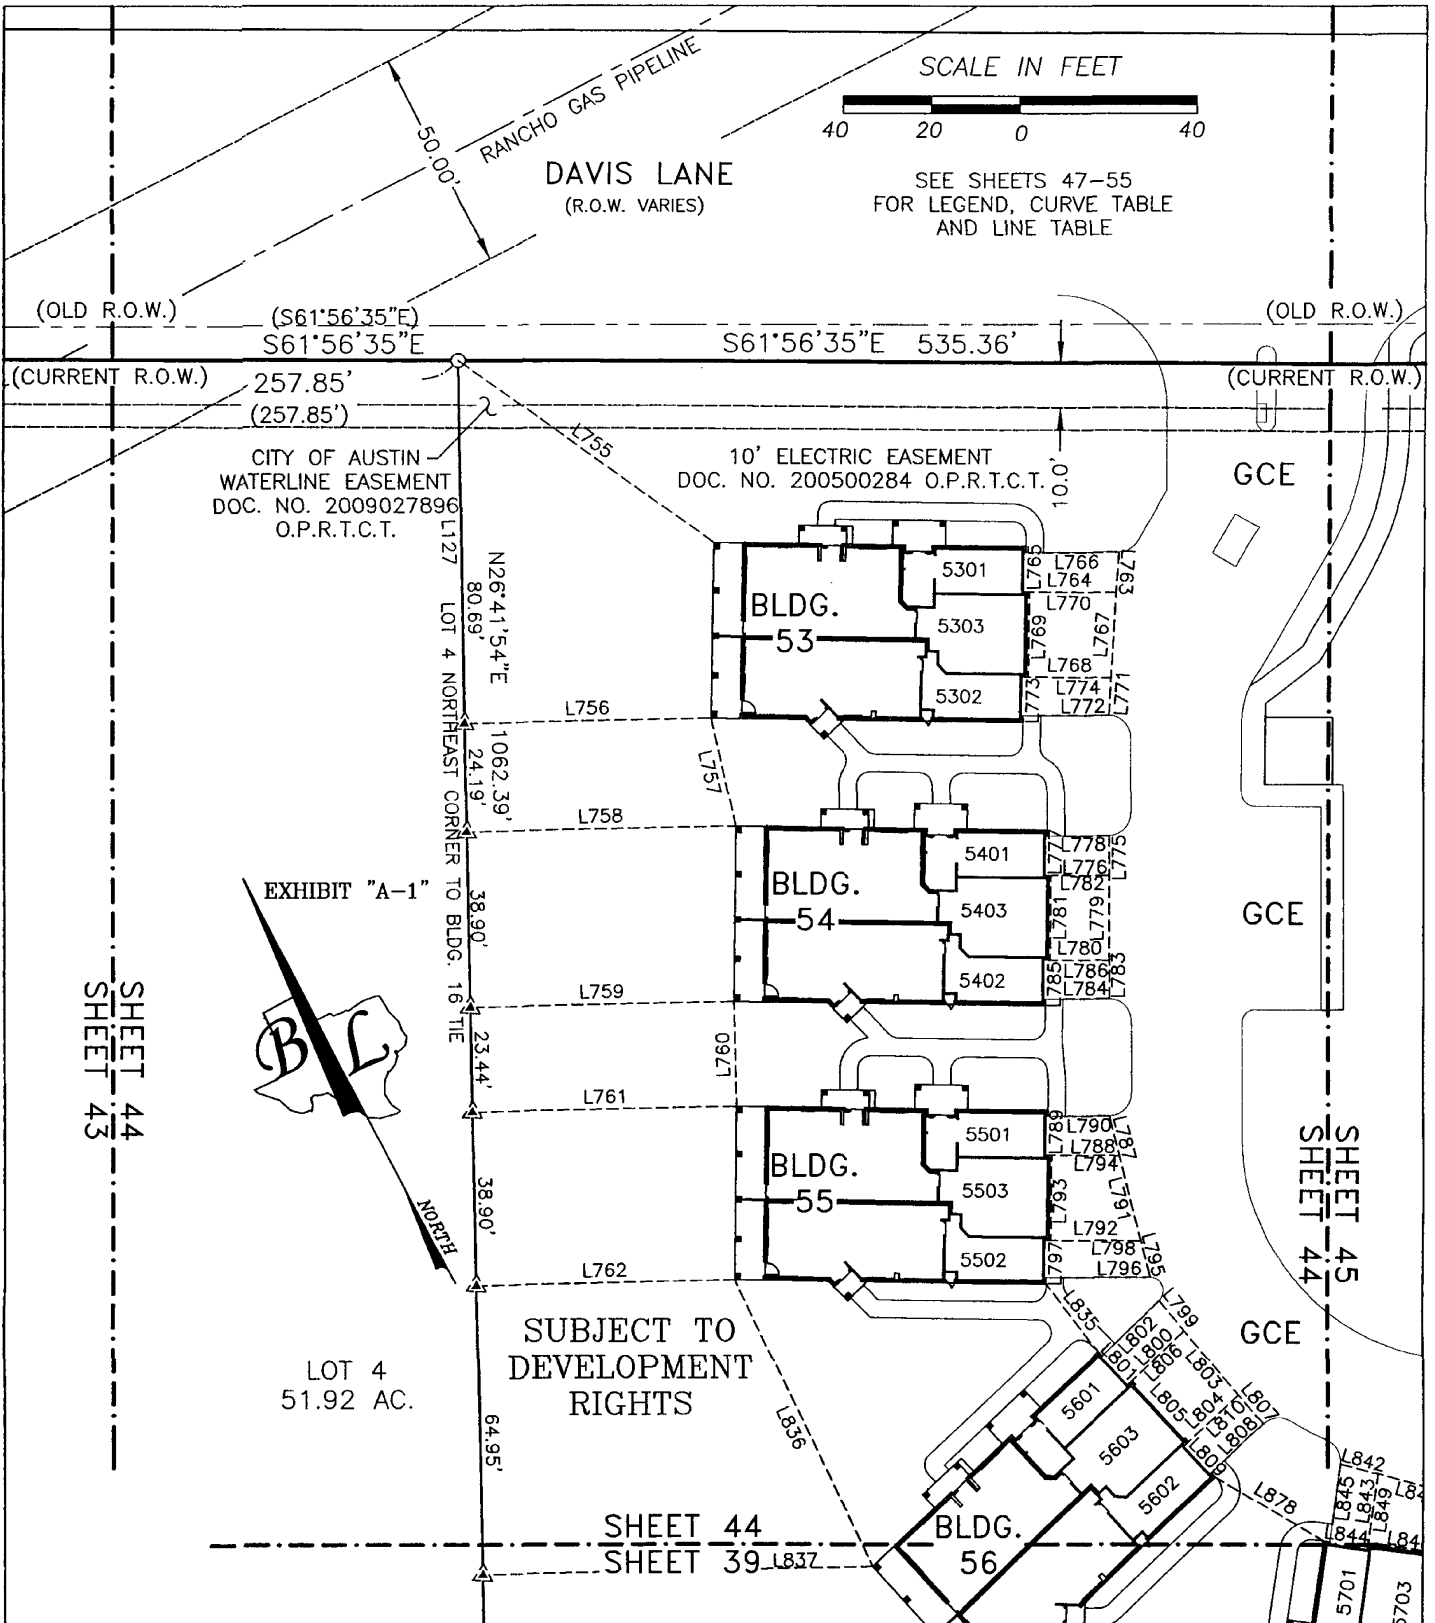 SCALE IN FEET
40 20 0 40
SEE SHEETS 47-55
FOR LEGEND, CURVE TABLE
AND LINE TABLE
RANCHO GAS PIPELINE
50.00'
DAVIS LANE
(R.O.W. VARIES)
(OLD R.O.W.)
(S61°56'35"E)
(OLD R.O.W.)
S61°56'35"E
S61°56'35"E 535.36'
(CURRENT R.O.W.)
257.85'
(CURRENT R.O.W.)
(257.85')
L755
CITY OF AUSTIN
WATERLINE EASEMENT
DOC. NO. 2009027896
O.P.R.T.C.T.
10' ELECTRIC EASEMENT
DOC. NO. 200500284 O.P.R.T.C.T.
10.0'
GCE
L127
LOT 4 NORTHEAST CORNER TO BLDG. 16 TIE
N26°41'54"E
1062.39'
80.69'
24.19'
38.90'
23.44'
38.90'
64.95'
BLDG.
53
5301
5303
5302
L765
L766
L764
L763
L770
L769
L767
L768
L773
L774
L772
L771
L756
L757
L758
BLDG.
54
5401
5403
5402
L777
L778
L776
L775
L782
L781
L779
L780
L785
L786
L784
L783
GCE
EXHIBIT "A-1"
B L
NORTH
SHEET 44
SHEET 43
L759
L760
L761
BLDG.
55
5501
5503
5502
L789
L790
L788
L787
L794
L793
L791
L792
L797
L798
L796
L795
SHEET 45
SHEET 44
L762
GCE
SUBJECT TO
DEVELOPMENT
RIGHTS
LOT 4
51.92 AC.
L835
L836
L799
L802
L800
L801
L806
L803
L805
L804
L810
L807
L808
L809
5601
5603
5602
BLDG.
56
L878
L842
L845
L843
L849
L844
5701
5703
SHEET 44
SHEET 39
L837